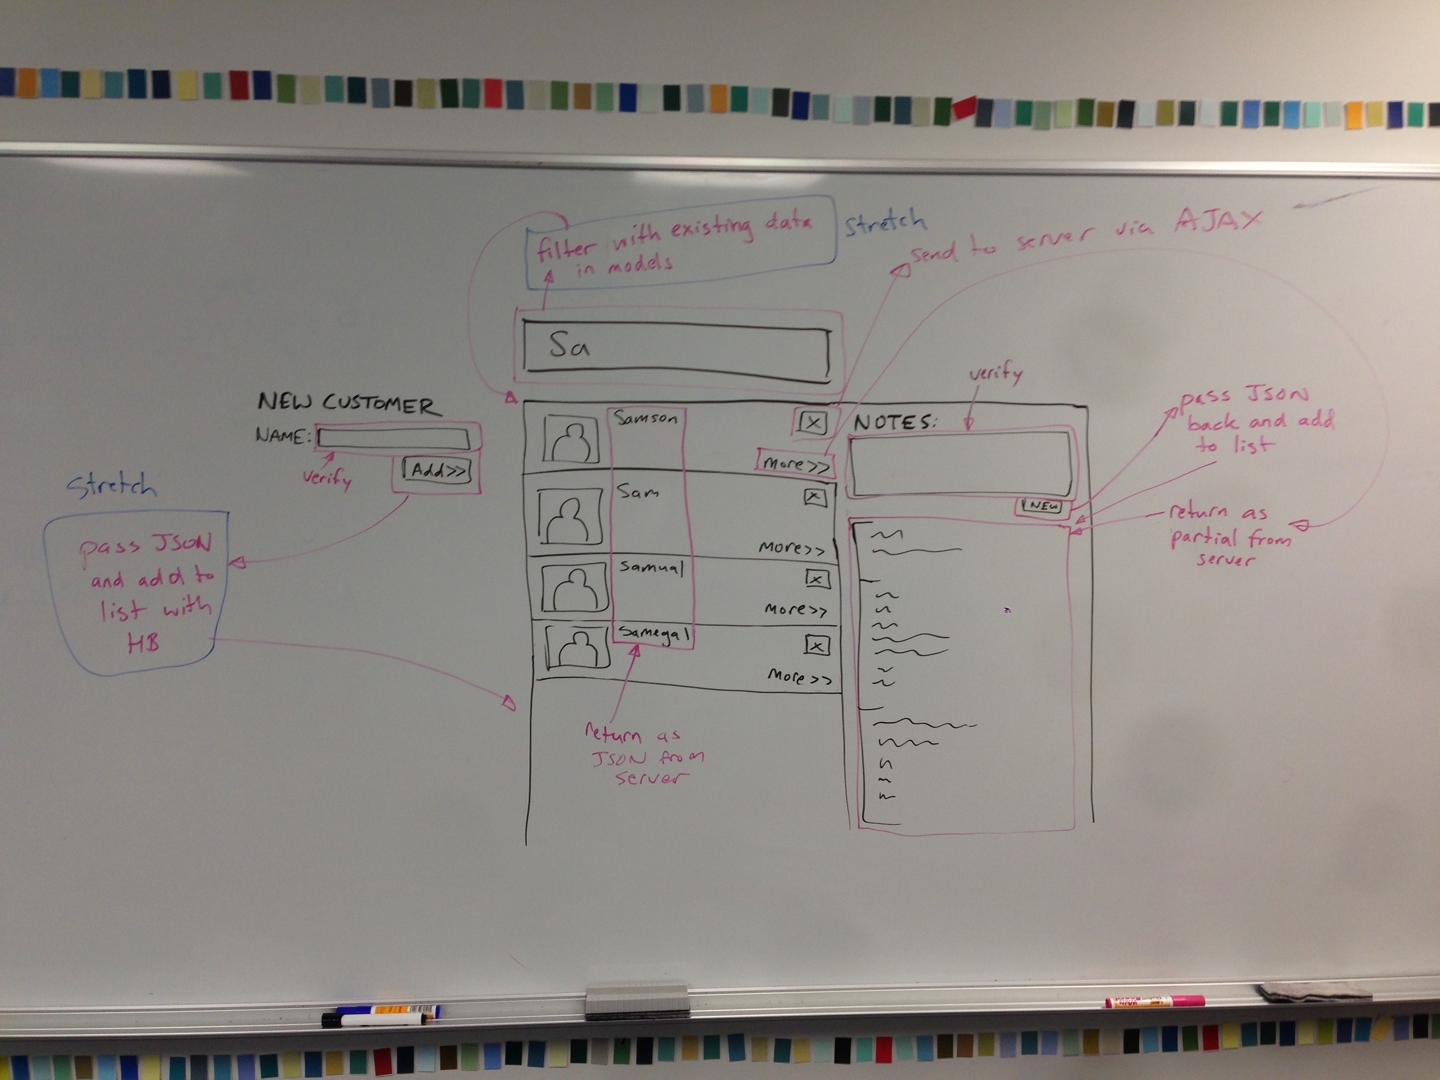 filter with existing data
in models
stretch
send to server via AJAX
Sa
verify
NEW CUSTOMER
NAME:
verify
Add>>
stretch
pass JSON
and add to
list with
HB
Samson
x
More>>
Sam
x
More>>
Samual
x
More>>
Samegal
x
More>>
return as
JSON from
server
NOTES:
NEW
pass JSON
back and add
to list
return as
partial from
server